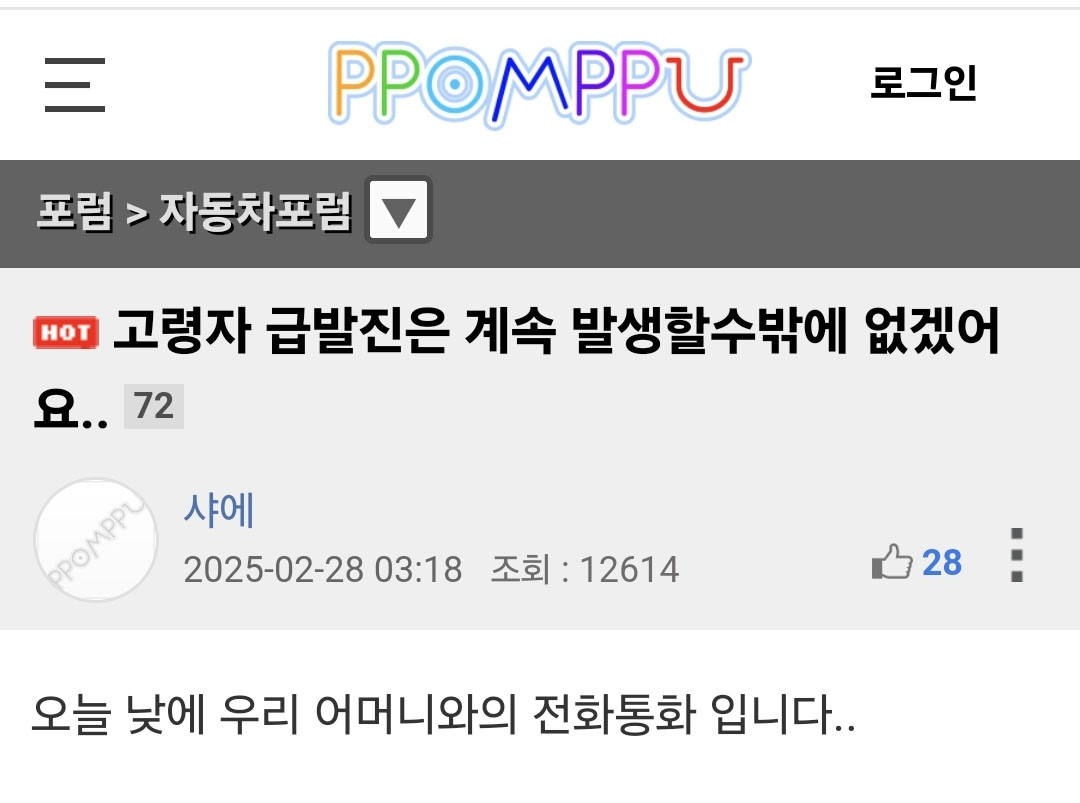 PPOMPPU
로그인
포럼 > 자동차포럼 ▼
HOT 고령자 급발진은 계속 발생할수밖에 없겠어
요.. 72
PPOMPPU
샤에
2025-02-28 03:18 조회 : 12614
28
오늘 낮에 우리 어머니와의 전화통화 입니다..